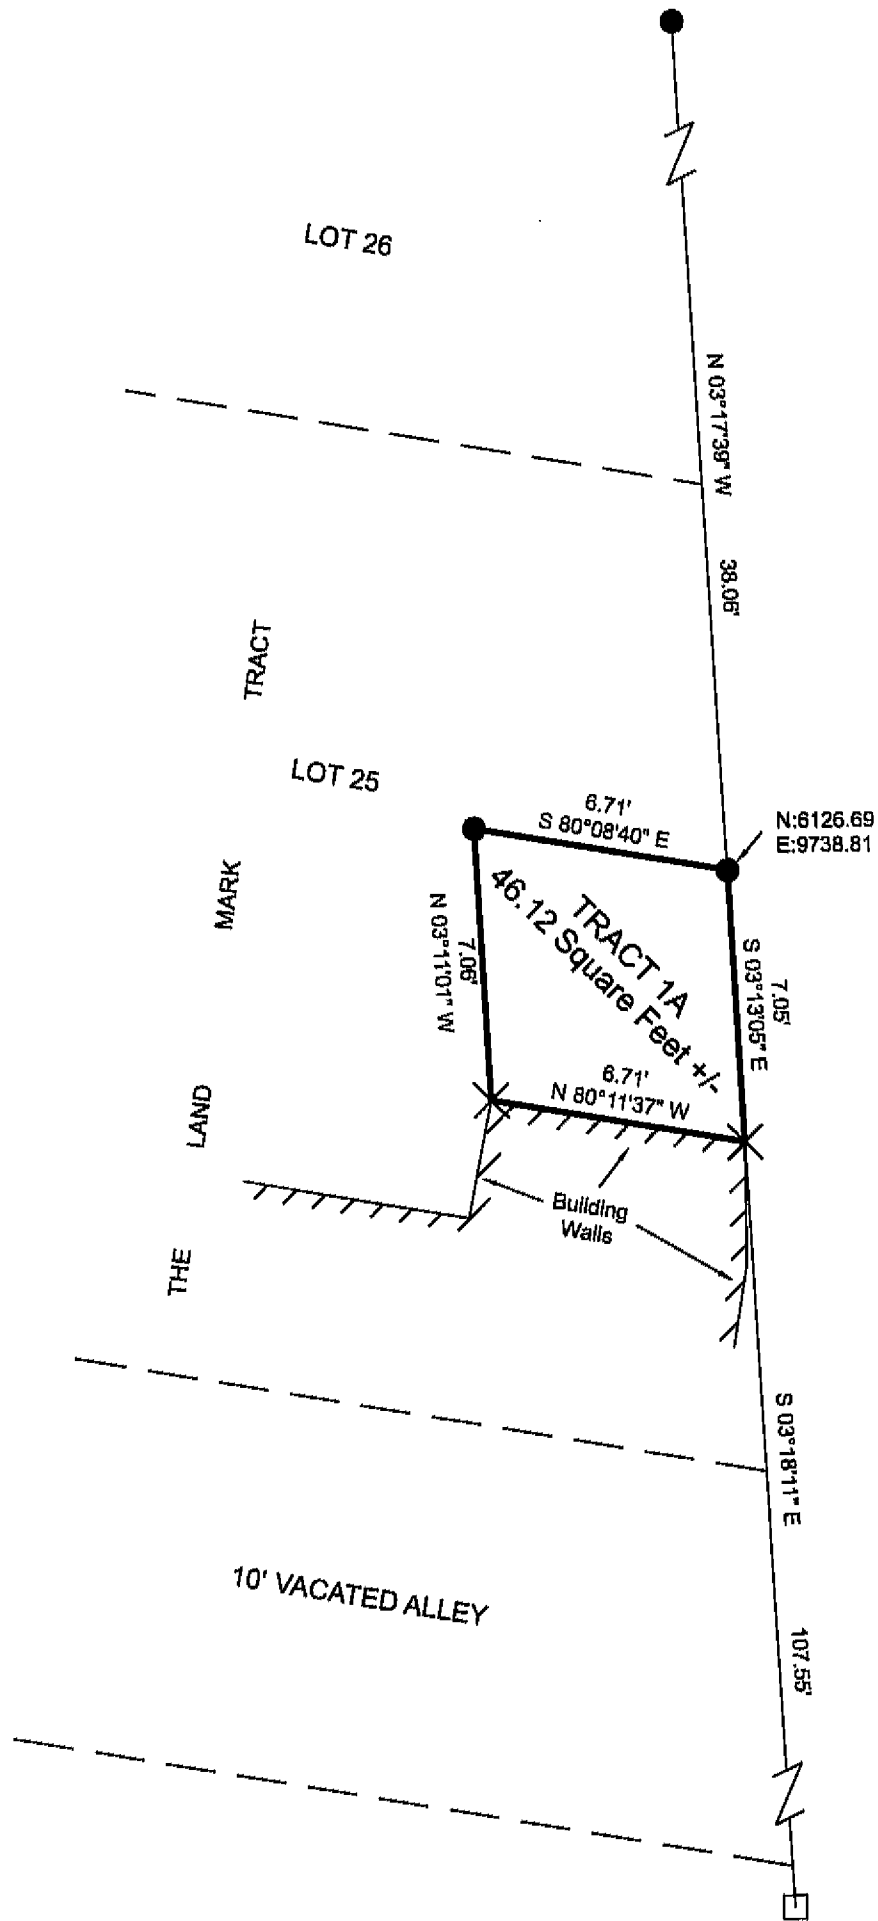 LOT 26
N 03°17'39" W
38.06'
TRACT
LOT 25
6.71'
S 80°08'40" E
N:6126.69
E:9738.81
MARK
7.06'
N 03°11'01" W
TRACT 1A
46.12 Square Feet +/-
7.05'
S 03°13'05" E
6.71'
N 80°11'37" W
LAND
Building
Walls
THE
S 03°18'11" E
10' VACATED ALLEY
107.55'